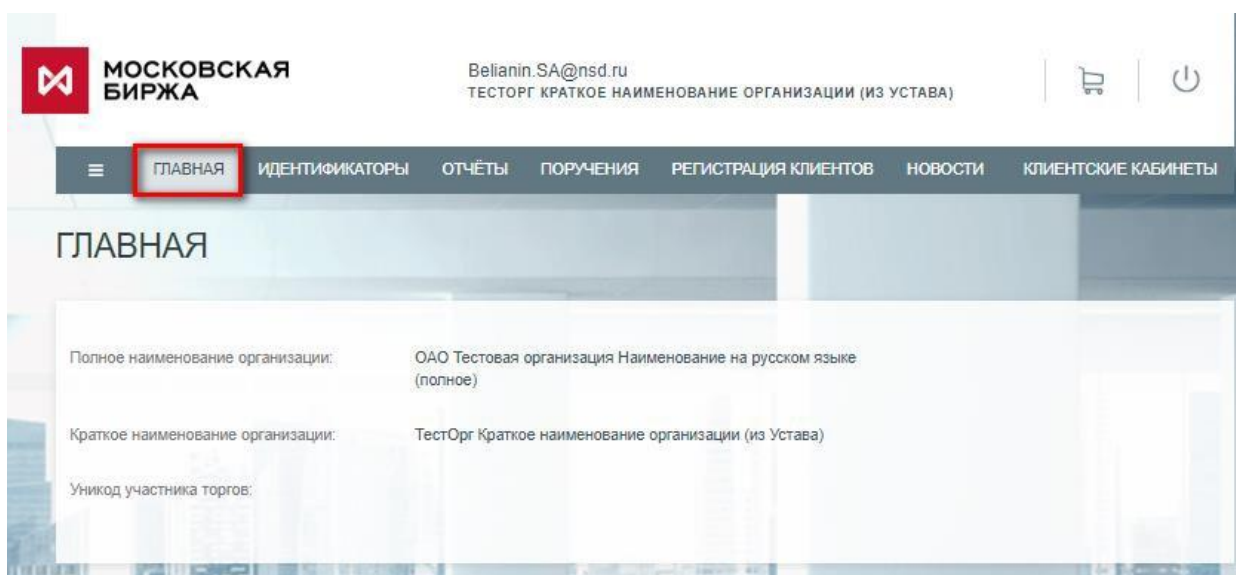 МОСКОВСКАЯ
БИРЖА
Belianin.SA@nsd.ru
ТЕСТОРГ КРАТКОЕ НАИМЕНОВАНИЕ ОРГАНИЗАЦИИ (ИЗ УСТАВА)
ГЛАВНАЯ ИДЕНТИФИКАТОРЫ ОТЧЁТЫ ПОРУЧЕНИЯ РЕГИСТРАЦИЯ КЛИЕНТОВ НОВОСТИ КЛИЕНТСКИЕ КАБИНЕТЫ
ГЛАВНАЯ
Полное наименование организации: ОАО Тестовая организация Наименование на русском языке
(полное)
Краткое наименование организации: ТестОрг Краткое наименование организации (из Устава)
Уникод участника торгов: